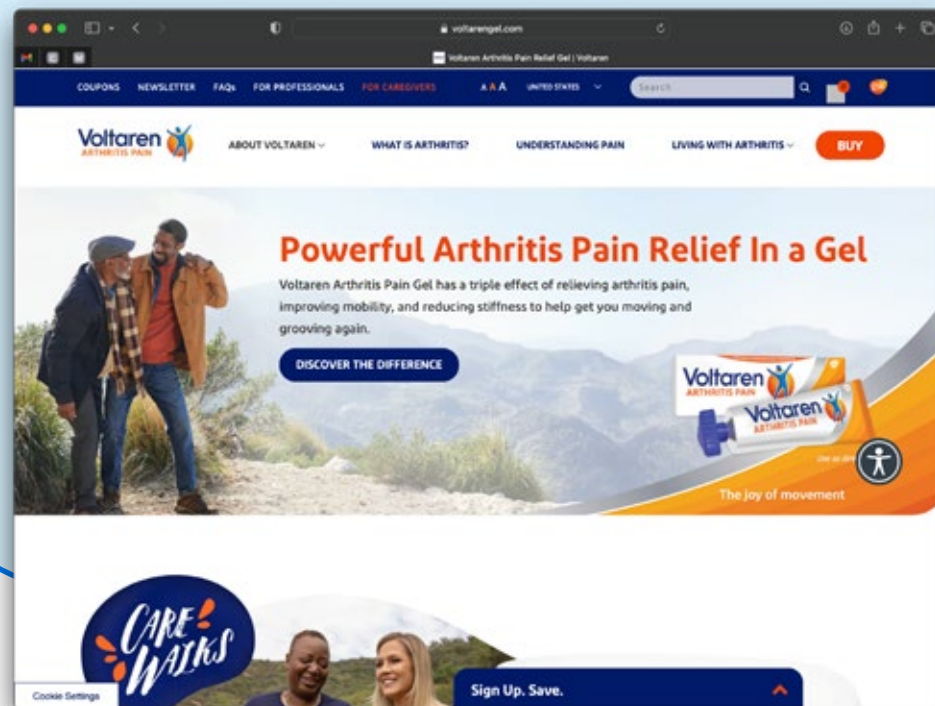 voltarengel.com
Voltaren Arthritis Pain Relief Gel | Voltaren
COUPONS NEWSLETTER FAQs FOR PROFESSIONALS FOR CAREGIVERS A A A UNITED STATES Search
Voltaren
ARTHRITIS PAIN
ABOUT VOLTAREN WHAT IS ARTHRITIS? UNDERSTANDING PAIN LIVING WITH ARTHRITIS BUY
Powerful Arthritis Pain Relief In a Gel
Voltaren Arthritis Pain Gel has a triple effect of relieving arthritis pain,
improving mobility, and reducing stiffness to help get you moving and
grooving again.
DISCOVER THE DIFFERENCE
Voltaren
ARTHRITIS PAIN
Voltaren
ARTHRITIS PAIN
Use as
The joy of movement
CARE
WALKS
Sign Up. Save.
Cookie Settings